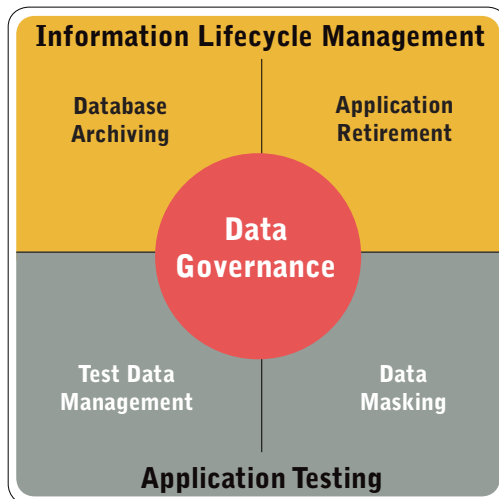 Information Lifecycle Management
Database
Archiving
Application
Retirement
Data
Governance
Test Data
Management
Data
Masking
Application Testing